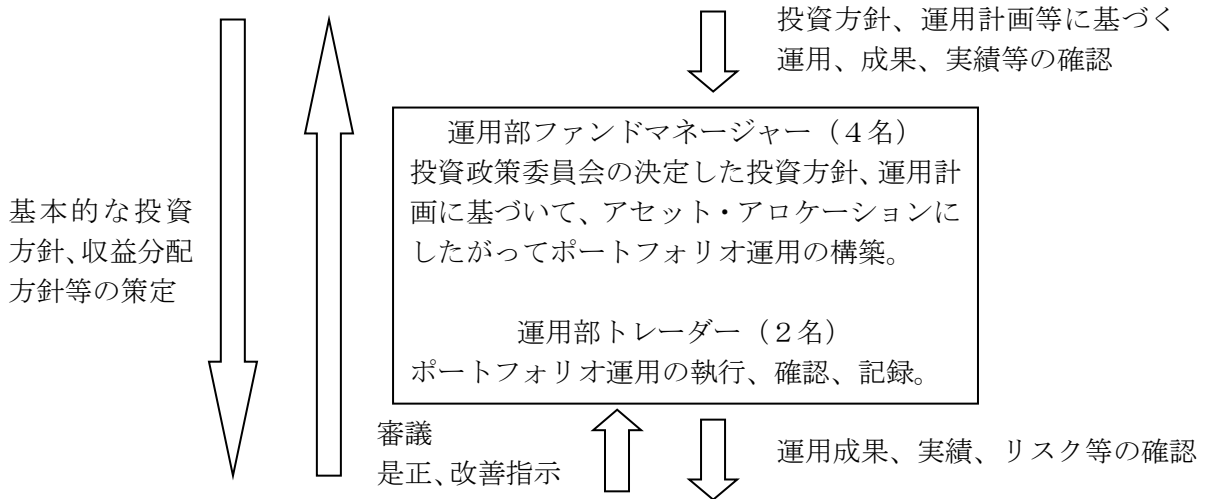 投資方針、運用計画等に基づく
運用、成果、実績等の確認
運用部ファンドマネージャー（４名）
投資政策委員会の決定した投資方針、運用計
画に基づいて、アセット・アロケーションに
したがってポートフォリオ運用の構築。
運用部トレーダー（２名）
ポートフォリオ運用の執行、確認、記録。
基本的な投資
方針、収益分配
方針等の策定
審議
是正、改善指示
運用成果、実績、リスク等の確認